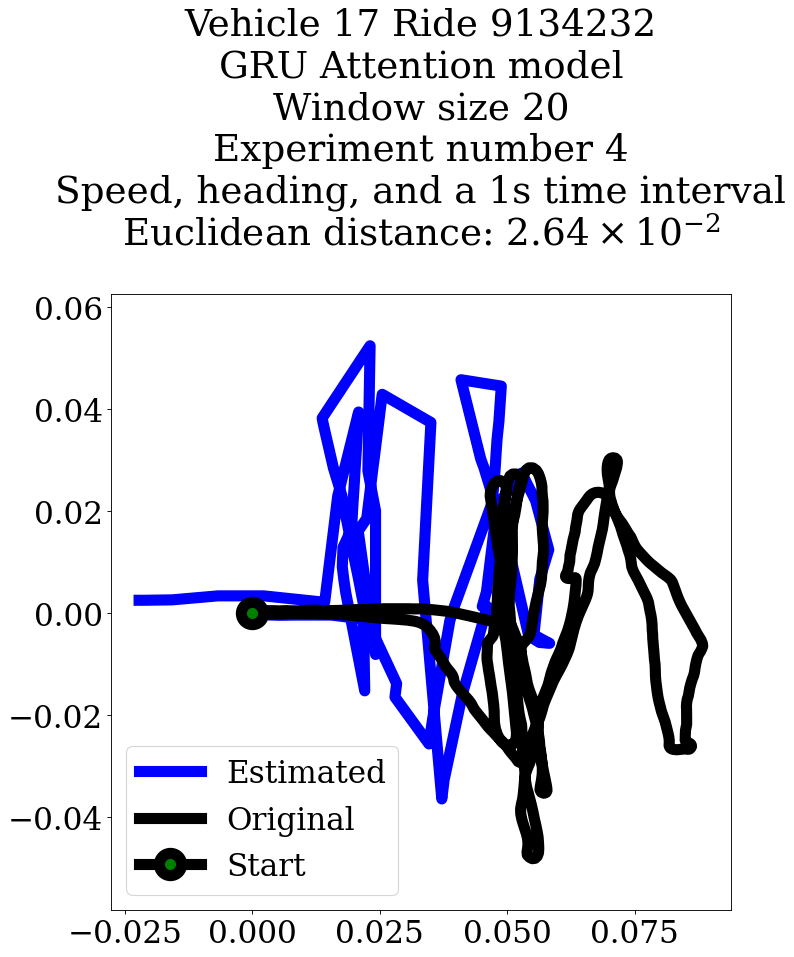 Vehicle 17 Ride 9134232
GRU Attention model
Window size 20
Experiment number 4
Speed, heading, and a 1s time interval
Euclidean distance: 2.64 × 10⁻²
0.06
0.04
0.02
0.00
−0.02
−0.04
Estimated
Original
Start
−0.025 0.000 0.025 0.050 0.075